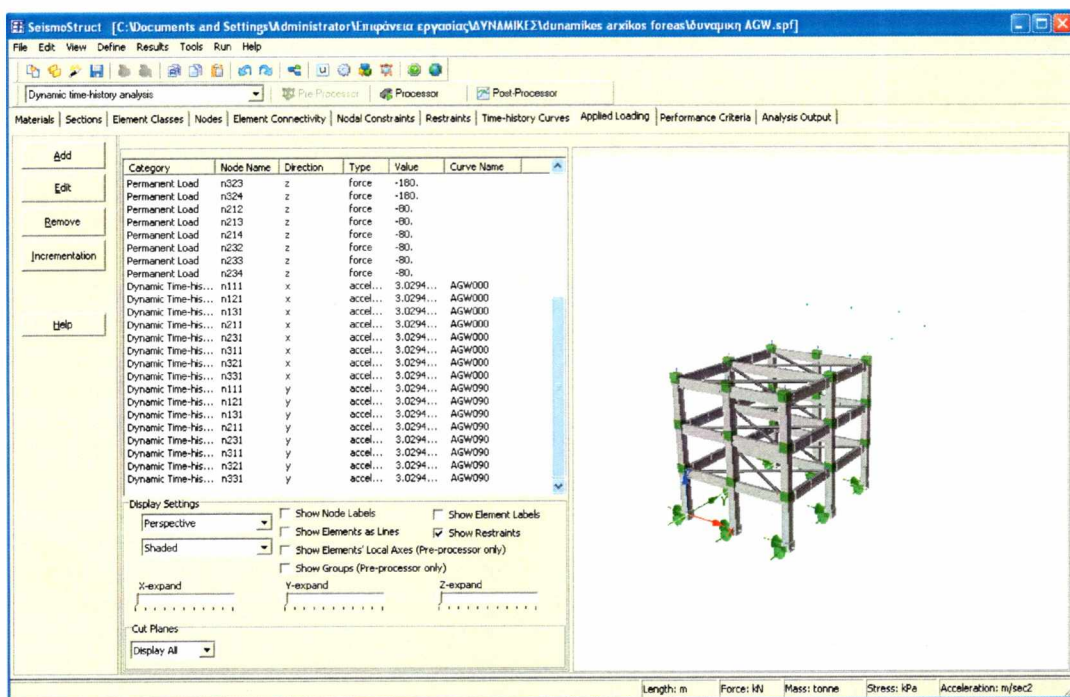 SeismoStruct [C:\Documents and Settings\Administrator\Επιφάνεια εργασίας\ΔΥΝΑΜΙΚΕΣ\dunamikes arxikos foreas\δυναμικη AGW.spf]
File Edit View Define Results Tools Run Help
Dynamic time-history analysis Pre Processor Processor Post-Processor
Materials Sections Element Classes Nodes Element Connectivity Nodal Constraints Restraints Time-history Curves Applied Loading Performance Criteria Analysis Output
Add
Edit
Remove
Incrementation
Help
Category Node Name Direction Type Value Curve Name
Permanent Load n323 z force -180.
Permanent Load n324 z force -180.
Permanent Load n212 z force -80.
Permanent Load n213 z force -80.
Permanent Load n214 z force -80.
Permanent Load n232 z force -80.
Permanent Load n233 z force -80.
Permanent Load n234 z force -80.
Dynamic Time-his... n111 x accel... 3.0294... AGW000
Dynamic Time-his... n121 x accel... 3.0294... AGW000
Dynamic Time-his... n131 x accel... 3.0294... AGW000
Dynamic Time-his... n211 x accel... 3.0294... AGW000
Dynamic Time-his... n231 x accel... 3.0294... AGW000
Dynamic Time-his... n311 x accel... 3.0294... AGW000
Dynamic Time-his... n321 x accel... 3.0294... AGW000
Dynamic Time-his... n331 x accel... 3.0294... AGW000
Dynamic Time-his... n111 y accel... 3.0294... AGW090
Dynamic Time-his... n121 y accel... 3.0294... AGW090
Dynamic Time-his... n131 y accel... 3.0294... AGW090
Dynamic Time-his... n211 y accel... 3.0294... AGW090
Dynamic Time-his... n231 y accel... 3.0294... AGW090
Dynamic Time-his... n311 y accel... 3.0294... AGW090
Dynamic Time-his... n321 y accel... 3.0294... AGW090
Dynamic Time-his... n331 y accel... 3.0294... AGW090
Display Settings
Perspective
Shaded
Show Node Labels Show Element Labels
Show Elements as Lines Show Restraints
Show Elements' Local Axes (Pre-processor only)
Show Groups (Pre-processor only)
X-expand Y-expand Z-expand
Cut Planes
Display All
Length: m Force: kN Mass: tonne Stress: kPa Acceleration: m/sec2